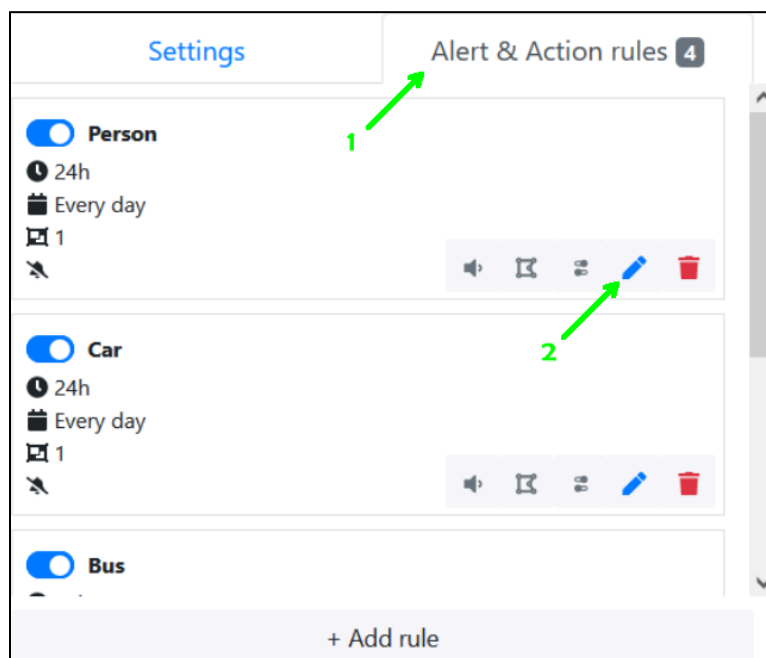 Settings
Alert & Action rules 4
1
Person
24h
Every day
1
2
Car
24h
Every day
1
Bus
+ Add rule